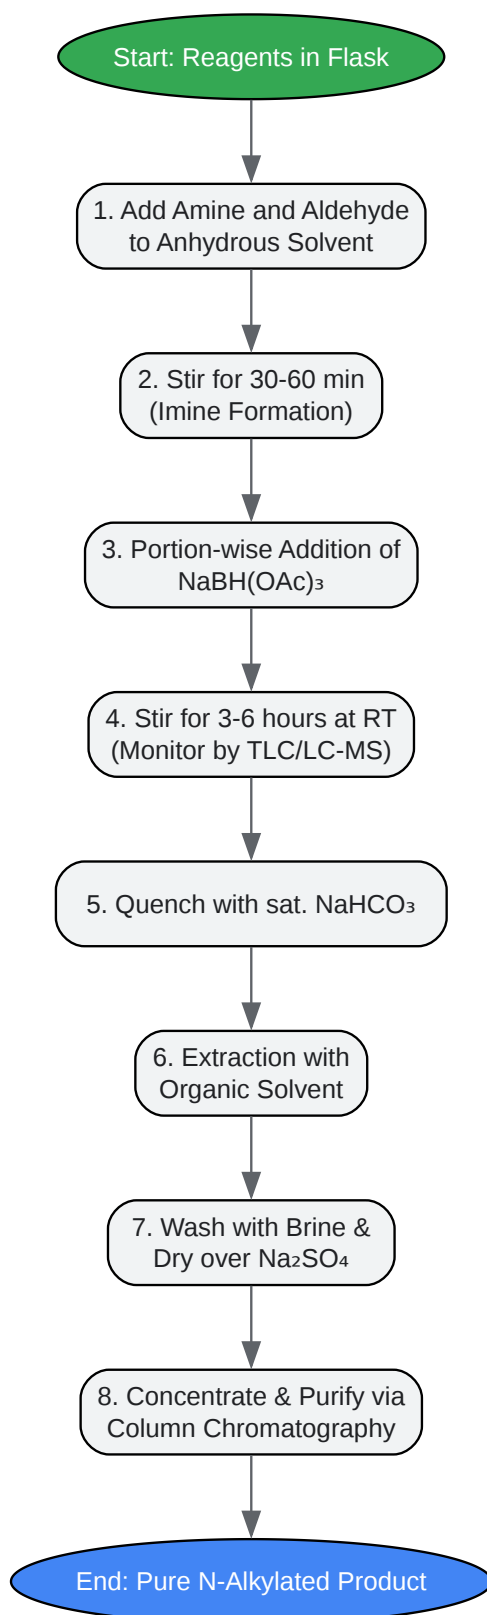 Start: Reagents in Flask
1. Add Amine and Aldehyde
to Anhydrous Solvent
2. Stir for 30-60 min
(Imine Formation)
3. Portion-wise Addition of
NaBH(OAc)₃
4. Stir for 3-6 hours at RT
(Monitor by TLC/LC-MS)
5. Quench with sat. NaHCO₃
6. Extraction with
Organic Solvent
7. Wash with Brine &
Dry over Na₂SO₄
8. Concentrate & Purify via
Column Chromatography
End: Pure N-Alkylated Product